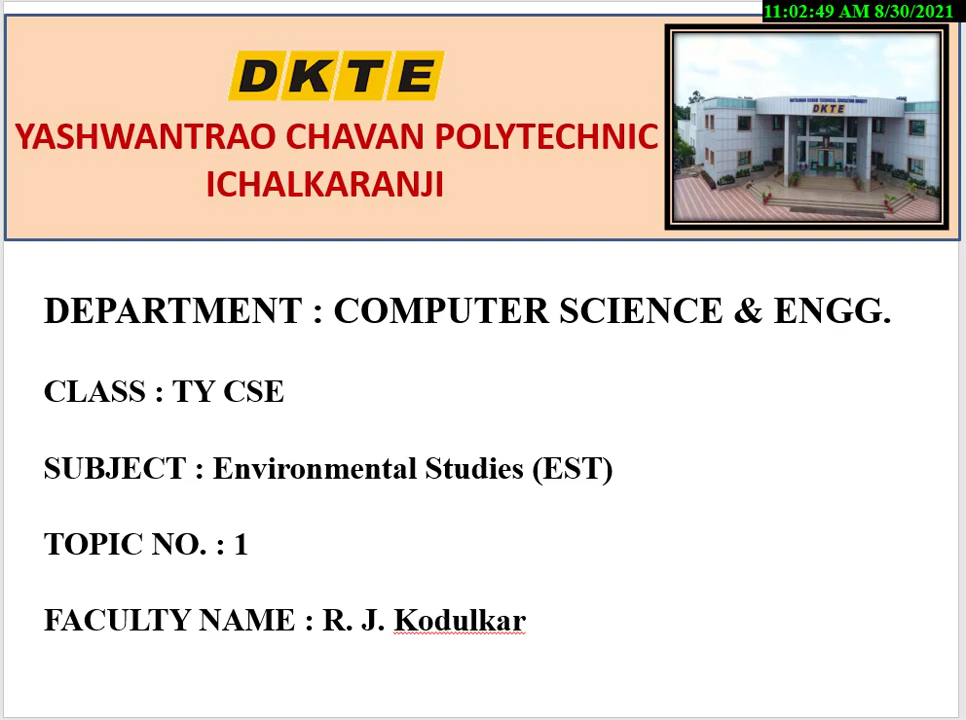 11:02:49 AM 8/30/2021
DKTE
YASHWANTRAO CHAVAN POLYTECHNIC
ICHALKARANJI
DKTE
DEPARTMENT : COMPUTER SCIENCE & ENGG.
CLASS : TY CSE
SUBJECT : Environmental Studies (EST)
TOPIC NO. : 1
FACULTY NAME : R. J. Kodulkar